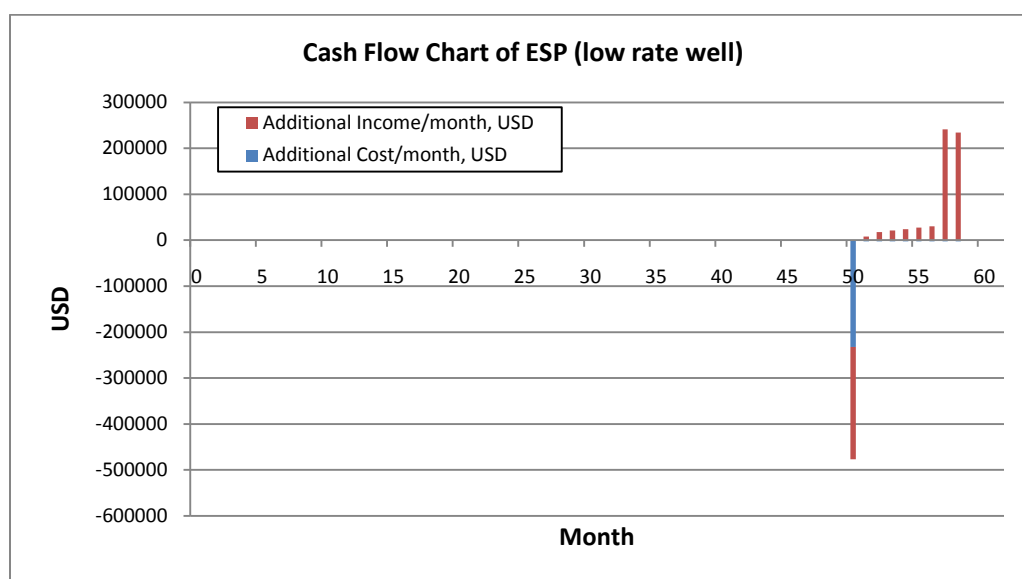 Cash Flow Chart of ESP (low rate well)
300000
200000
100000
0
-100000
-200000
-300000
-400000
-500000
-600000
Additional Income/month, USD
Additional Cost/month, USD
0 5 10 15 20 25 30 35 40 45 50 55 60
USD
Month